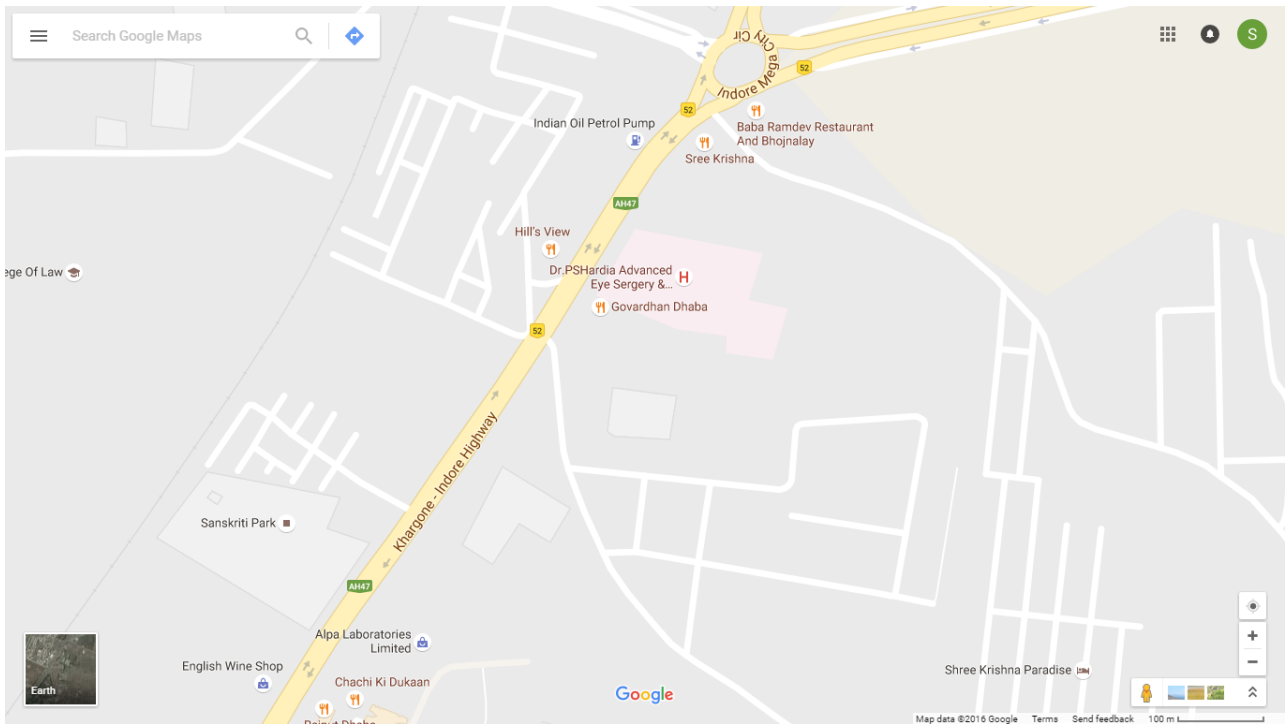 Search Google Maps
S
Indore Mega City Cir
52
52
Indian Oil Petrol Pump
Baba Ramdev Restaurant
And Bhojnalay
Sree Krishna
AH47
Hill's View
ege Of Law
Dr.PSHardia Advanced
Eye Sergery &...
H
Govardhan Dhaba
52
Khargone - Indore Highway
Sanskriti Park
AH47
Alpa Laboratories
Limited
English Wine Shop
Shree Krishna Paradise
Chachi Ki Dukaan
Earth
Google
Rajput Dhaba
Map data ©2016 Google Terms Send feedback 100 m